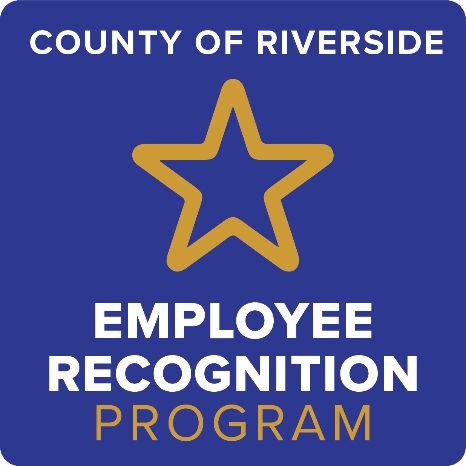 COUNTY OF RIVERSIDE
EMPLOYEE
RECOGNITION
PROGRAM